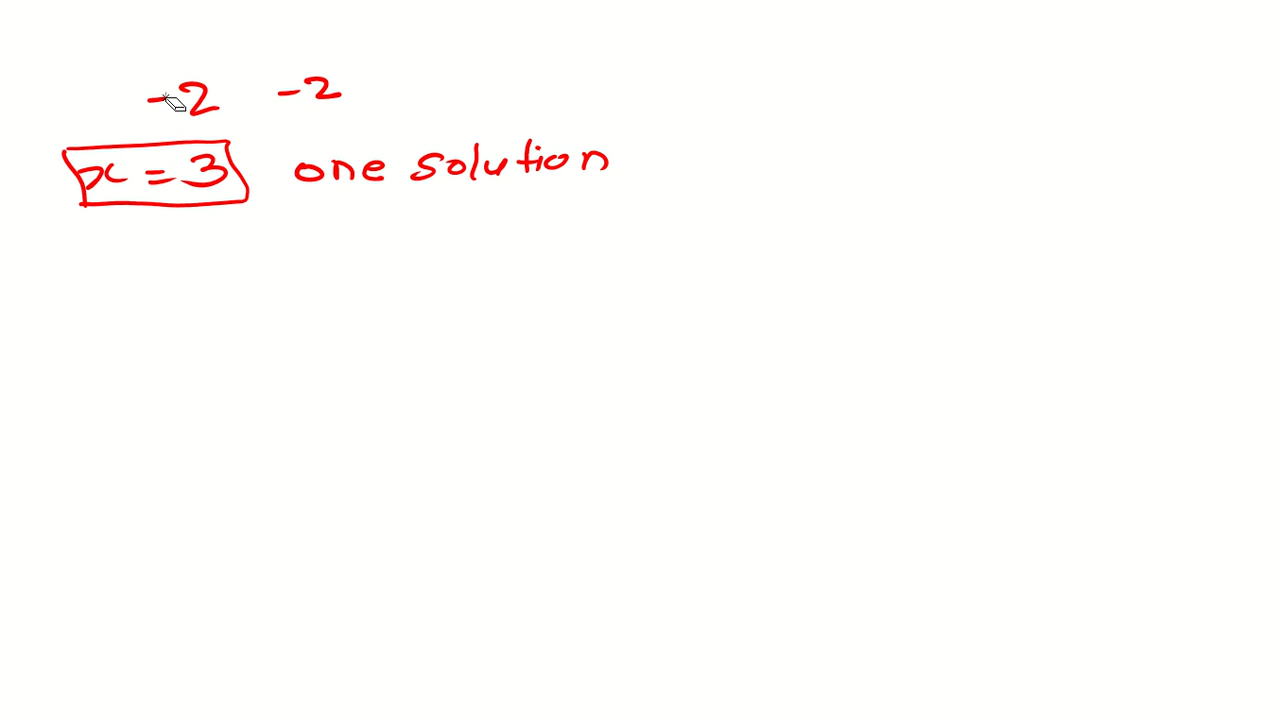 -2 -2
x = 3 one solution